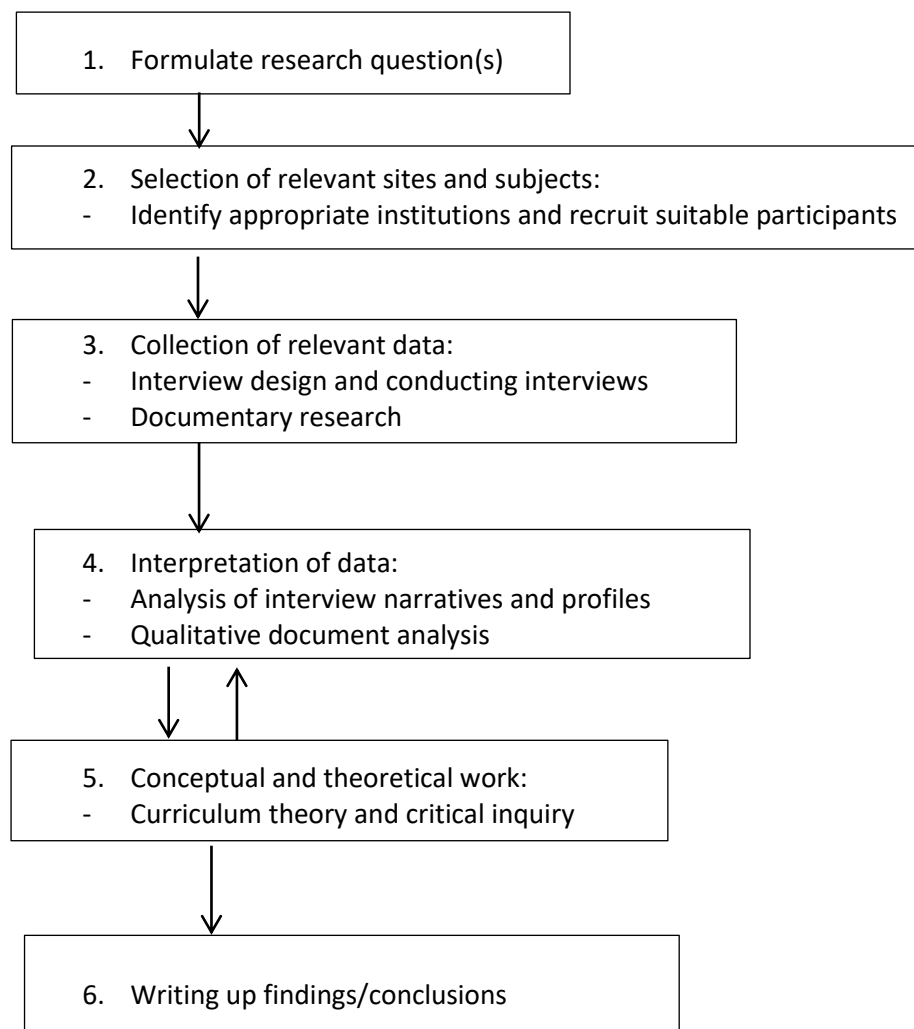 1. Formulate research question(s)
2. Selection of relevant sites and subjects:
- Identify appropriate institutions and recruit suitable participants
3. Collection of relevant data:
- Interview design and conducting interviews
- Documentary research
4. Interpretation of data:
- Analysis of interview narratives and profiles
- Qualitative document analysis
5. Conceptual and theoretical work:
- Curriculum theory and critical inquiry
6. Writing up findings/conclusions